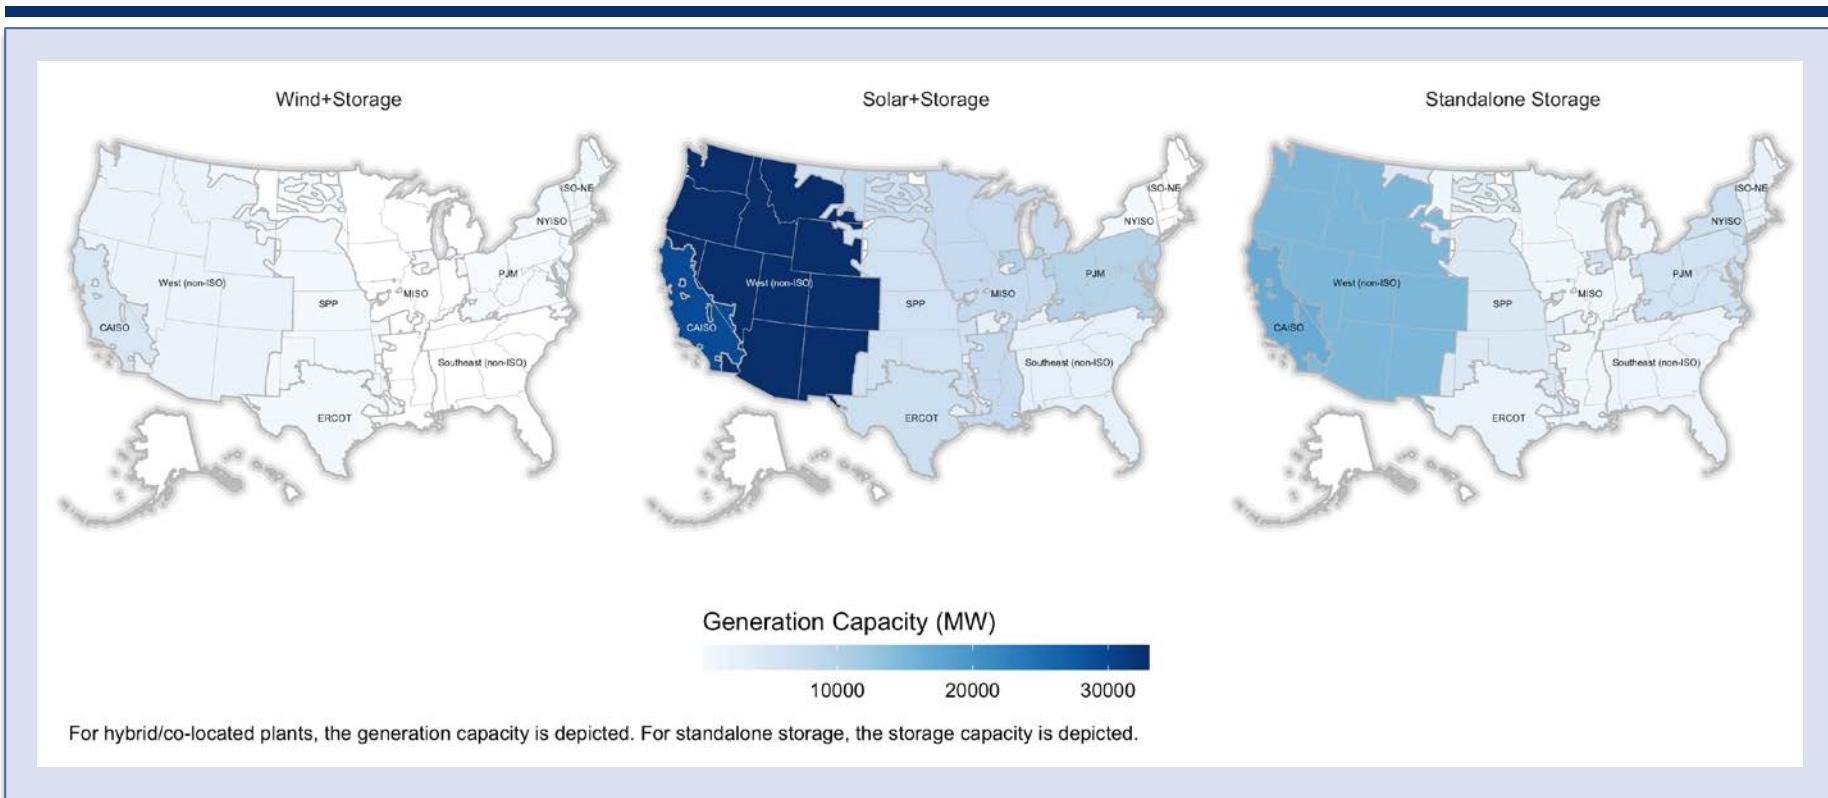 Wind+Storage
ISO-NE
NYISO
PJM
West (non-ISO)
MISO
SPP
CAISO
Southeast (non-ISO)
ERCOT
Solar+Storage
ISO-NE
NYISO
PJM
West (non-ISO)
MISO
SPP
CAISO
Southeast (non-ISO)
ERCOT
Standalone Storage
ISO-NE
NYISO
PJM
West (non-ISO)
MISO
SPP
CAISO
Southeast (non-ISO)
ERCOT
Generation Capacity (MW)
10000 20000 30000
For hybrid/co-located plants, the generation capacity is depicted. For standalone storage, the storage capacity is depicted.